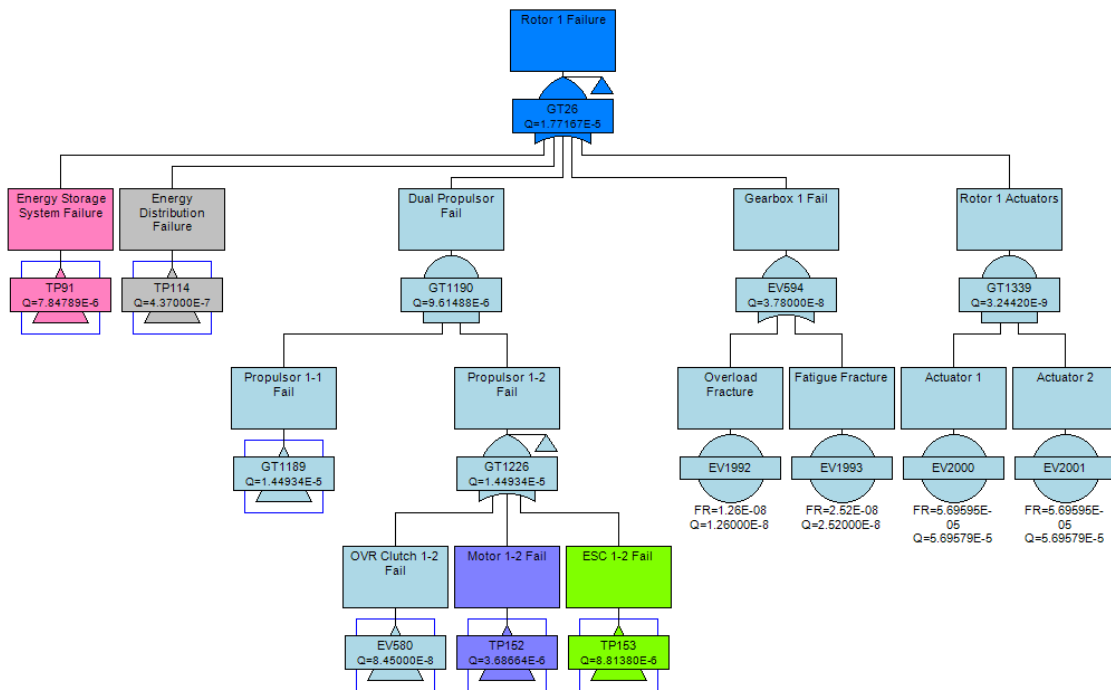 Rotor 1 Failure
GT26
Q=1.77167E-5
Energy Storage
System Failure
TP91
Q=7.84789E-6
Energy
Distribution
Failure
TP114
Q=4.37000E-7
Dual Propulsor
Fail
GT1190
Q=9.61488E-6
Gearbox 1 Fail
EV594
Q=3.78000E-8
Rotor 1 Actuators
GT1339
Q=3.24420E-9
Propulsor 1-1
Fail
GT1189
Q=1.44934E-5
Propulsor 1-2
Fail
GT1226
Q=1.44934E-5
Overload
Fracture
EV1992
FR=1.26E-08
Q=1.26000E-8
Fatigue Fracture
EV1993
FR=2.52E-08
Q=2.52000E-8
Actuator 1
EV2000
FR=5.69595E-
05
Q=5.69579E-5
Actuator 2
EV2001
FR=5.69595E-
05
Q=5.69579E-5
OVR Clutch 1-2
Fail
EV580
Q=8.45000E-8
Motor 1-2 Fail
TP152
Q=3.68664E-6
ESC 1-2 Fail
TP153
Q=8.81380E-6